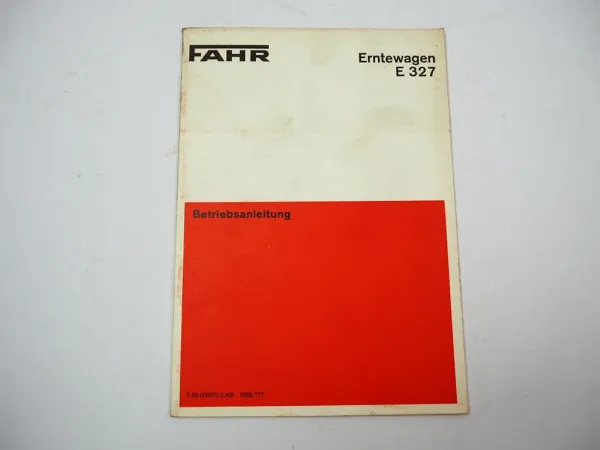 FAHR
Erntewagen
E 327
Betriebsanleitung